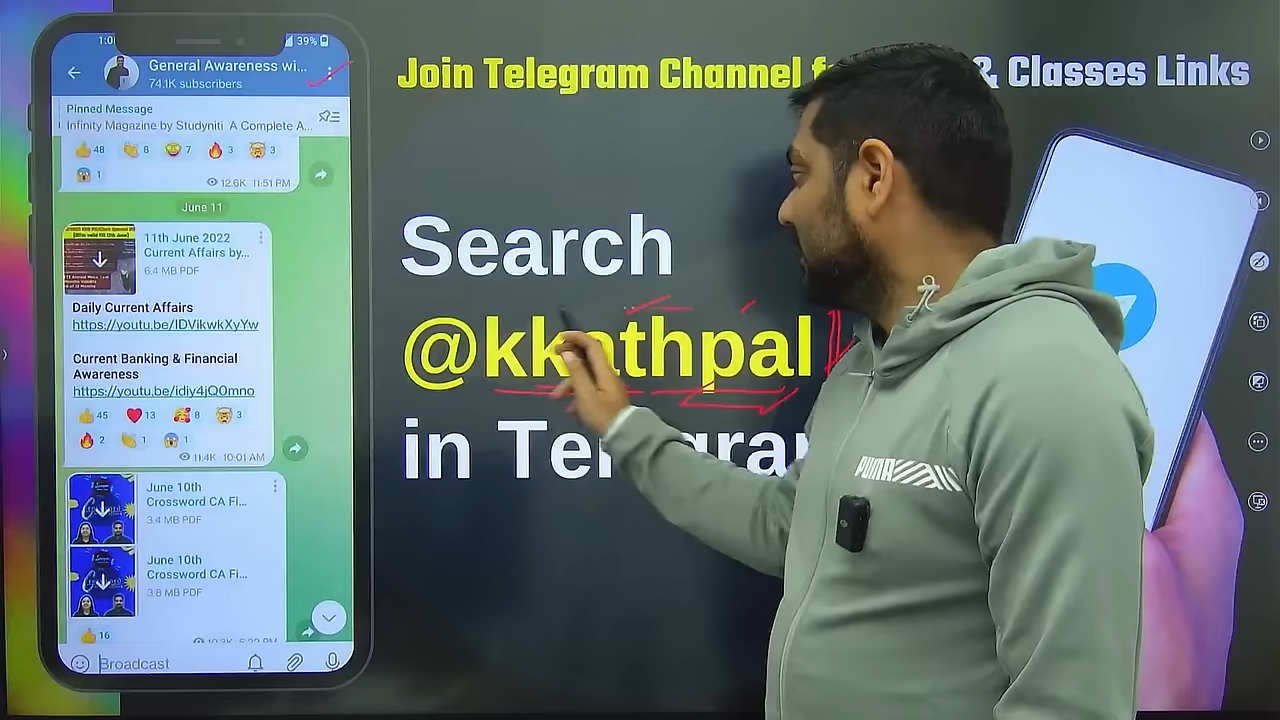 1:0
39%
General Awareness wi...
74.1K subscribers
Pinned Message
Infinity Magazine by Studyniti A Complete A...
48 8 7 3 3
1
12.6K 11:51 PM
June 11
11th June 2022
Current Affairs by...
6.4 MB PDF
Daily Current Affairs
https://youtu.be/IDVikwkXyYw
Current Banking & Financial
Awareness
https://youtu.be/idiy4jQ0mno
45 13 8 3
2 1 1
11.4K 10:01 AM
June 10th
Crossword CA Fi...
3.4 MB PDF
June 10th
Crossword CA Fi...
3.8 MB PDF
16
Broadcast
Join Telegram Channel & Classes Links
Search
@kkathpal
in Telegram
PUMA